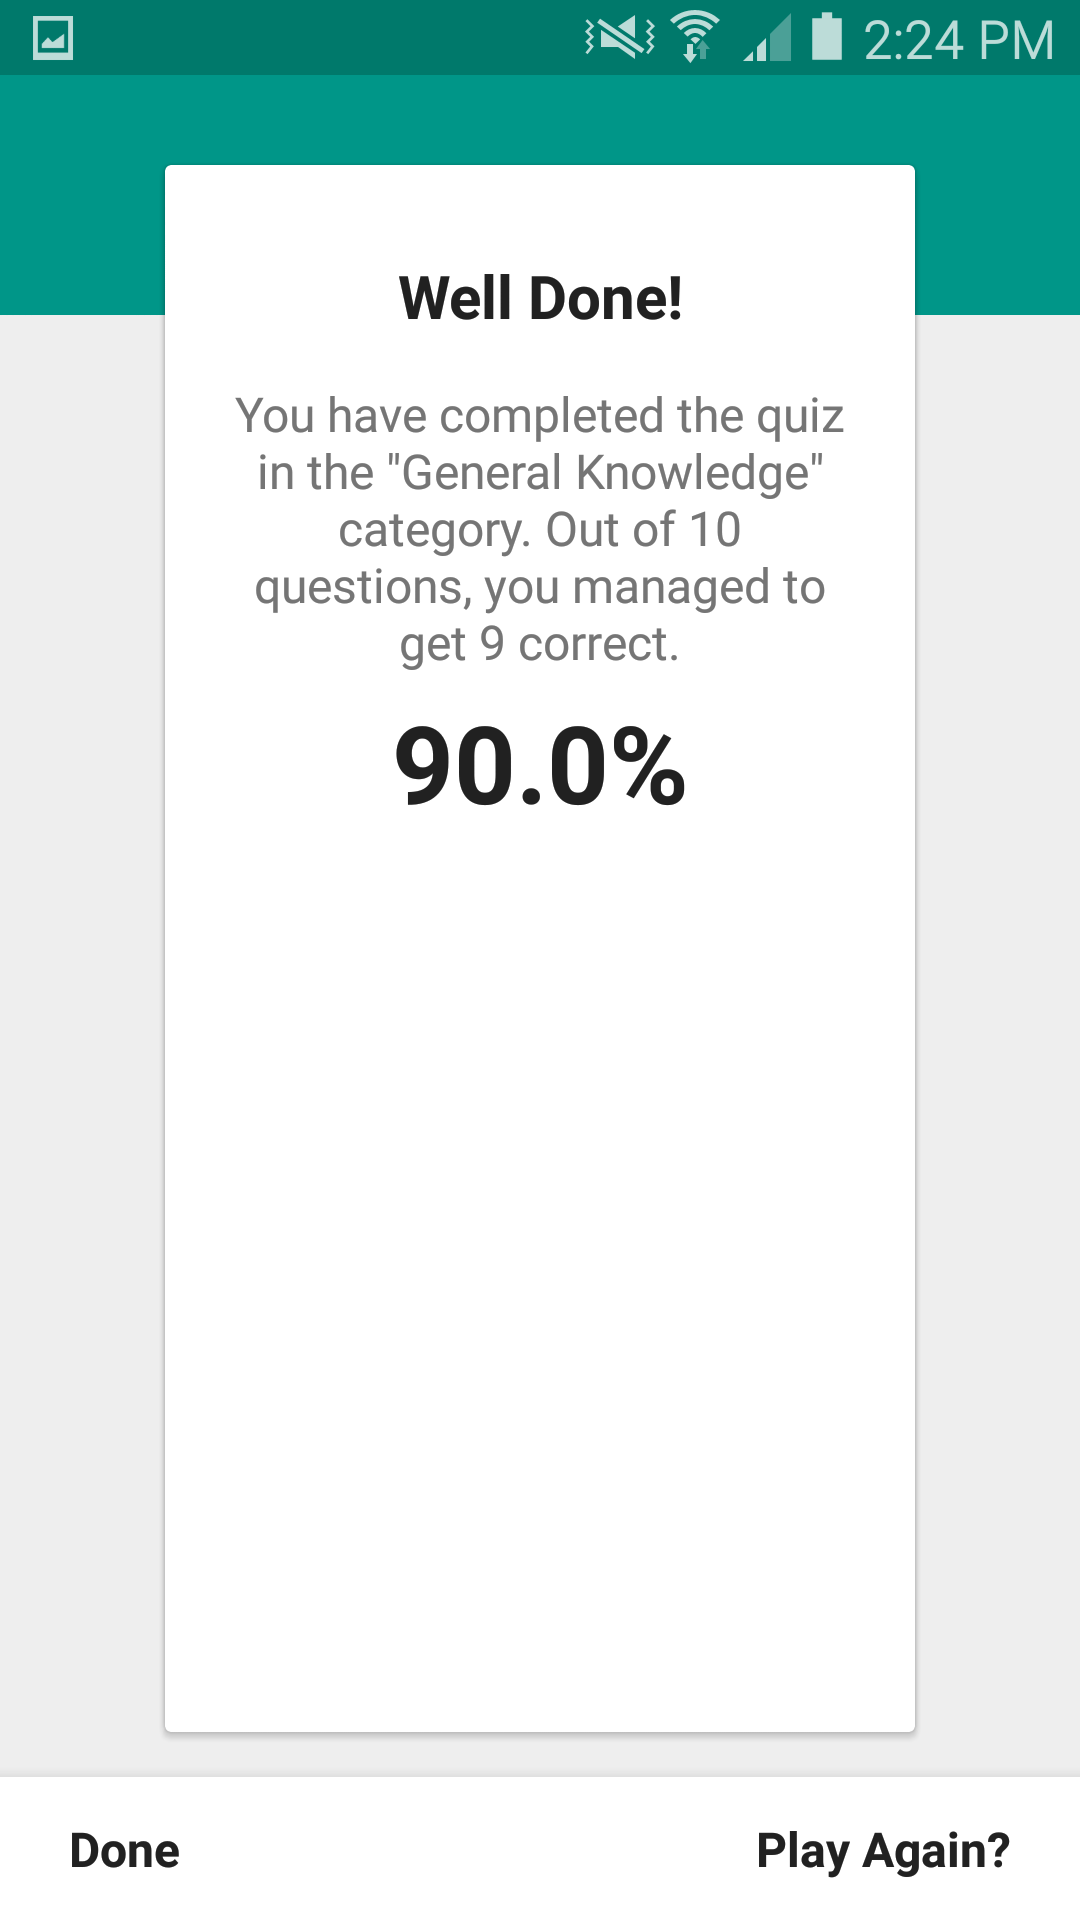 2:24 PM
Well Done!
You have completed the quiz
in the "General Knowledge"
category. Out of 10
questions, you managed to
get 9 correct.
90.0%
Done
Play Again?